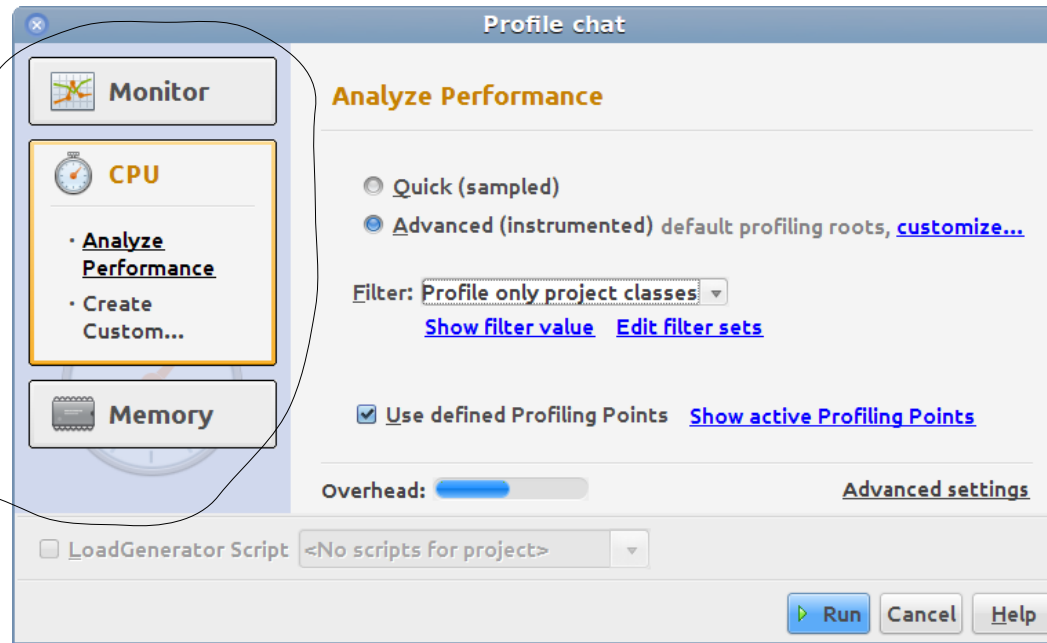 Profile chat
Monitor
CPU
· Analyze
Performance
· Create
Custom...
Memory
Analyze Performance
Quick (sampled)
Advanced (instrumented) default profiling roots, customize...
Filter: Profile only project classes
Show filter value Edit filter sets
Use defined Profiling Points Show active Profiling Points
Overhead: Advanced settings
LoadGenerator Script <No scripts for project>
Run Cancel Help